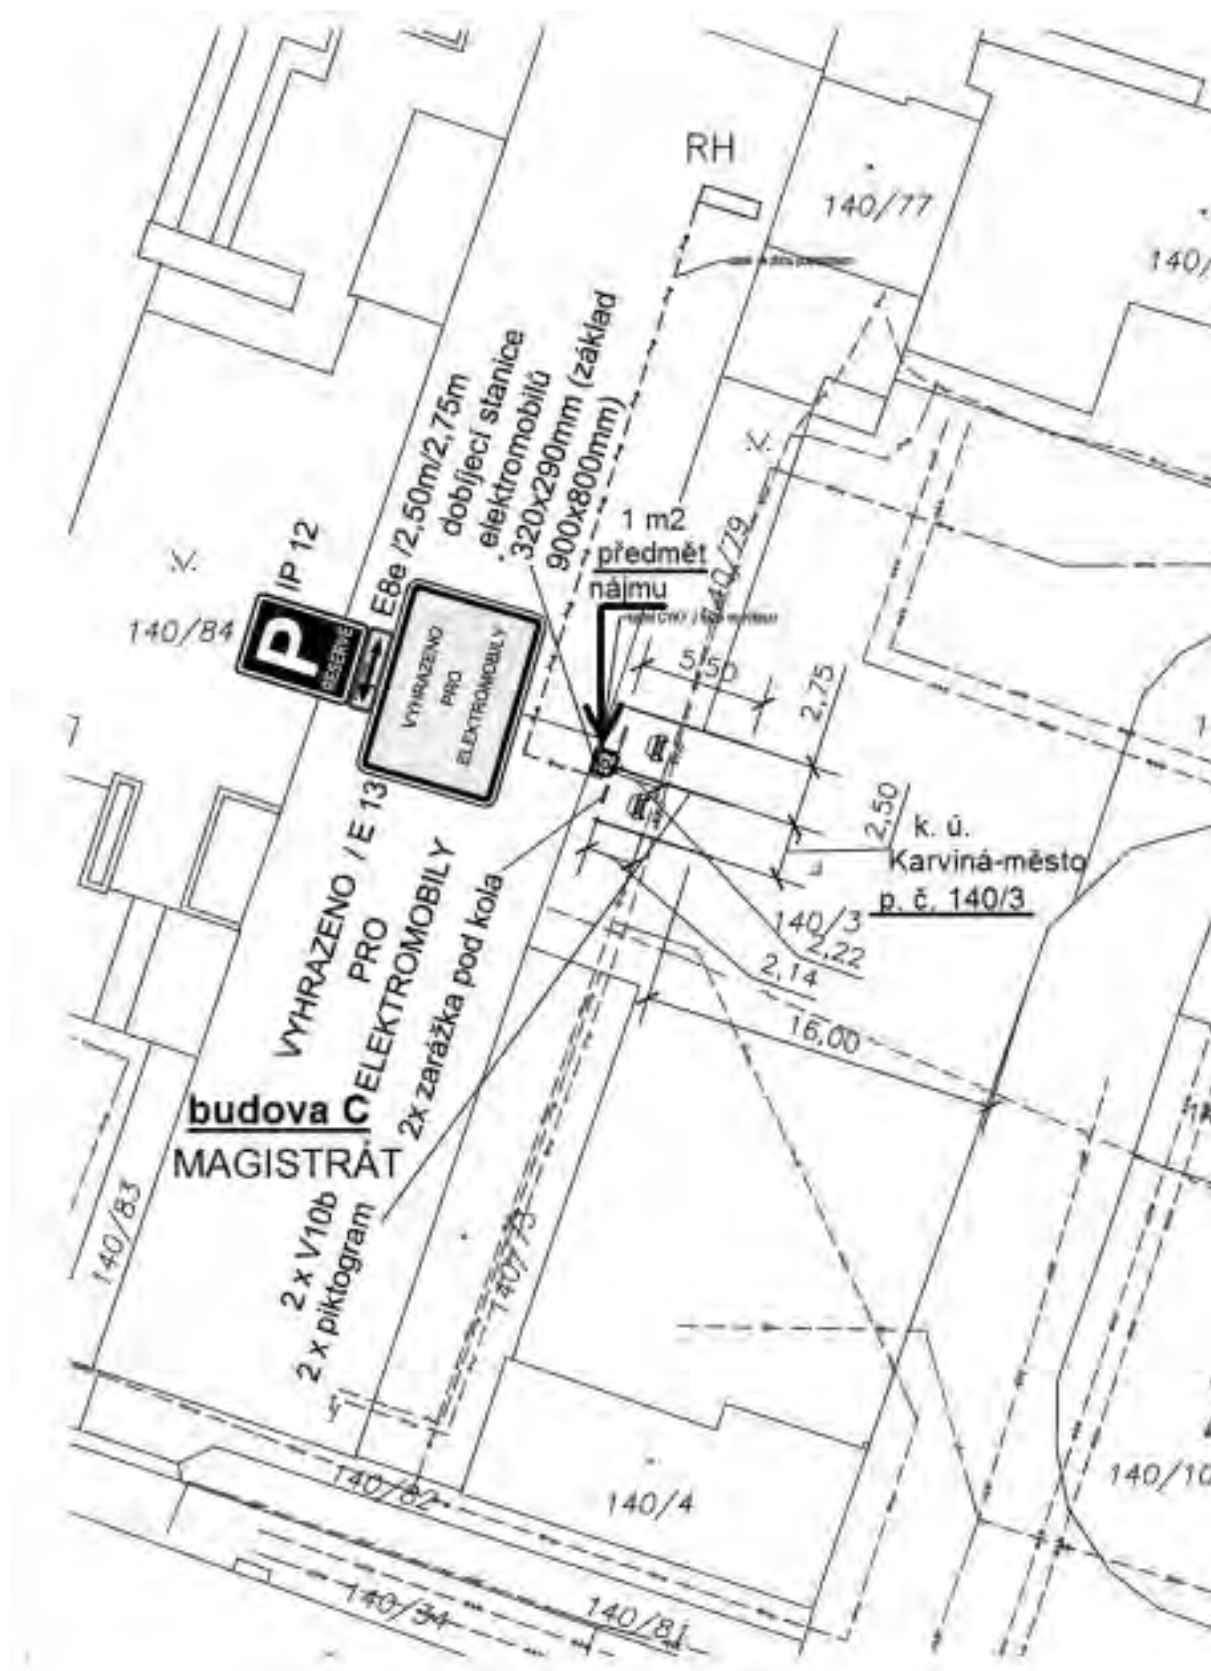 RH
140/77
140/
E8e /2,50m/2,75m
dobíjecí stanice
elektromobilů
320x290mm (základ
900x800mm)
1 m2
předmět
nájmu
140/79
IP 12
P
RESERVÉ
140/84
VYHRAZENO
PRO
ELEKTROMOBILY
5,50
2,75
2,50
k. ú.
Karviná-město
p. č. 140/3
140/3
2,22
2,14
16,00
VYHRAZENO / E 13
PRO
ELEKTROMOBILY
2x zarážka pod kola
budova C
MAGISTRÁT
2 x V10b
2 x piktogram
140/83
140/73
140/82
140/4
140/10
140/34
140/81